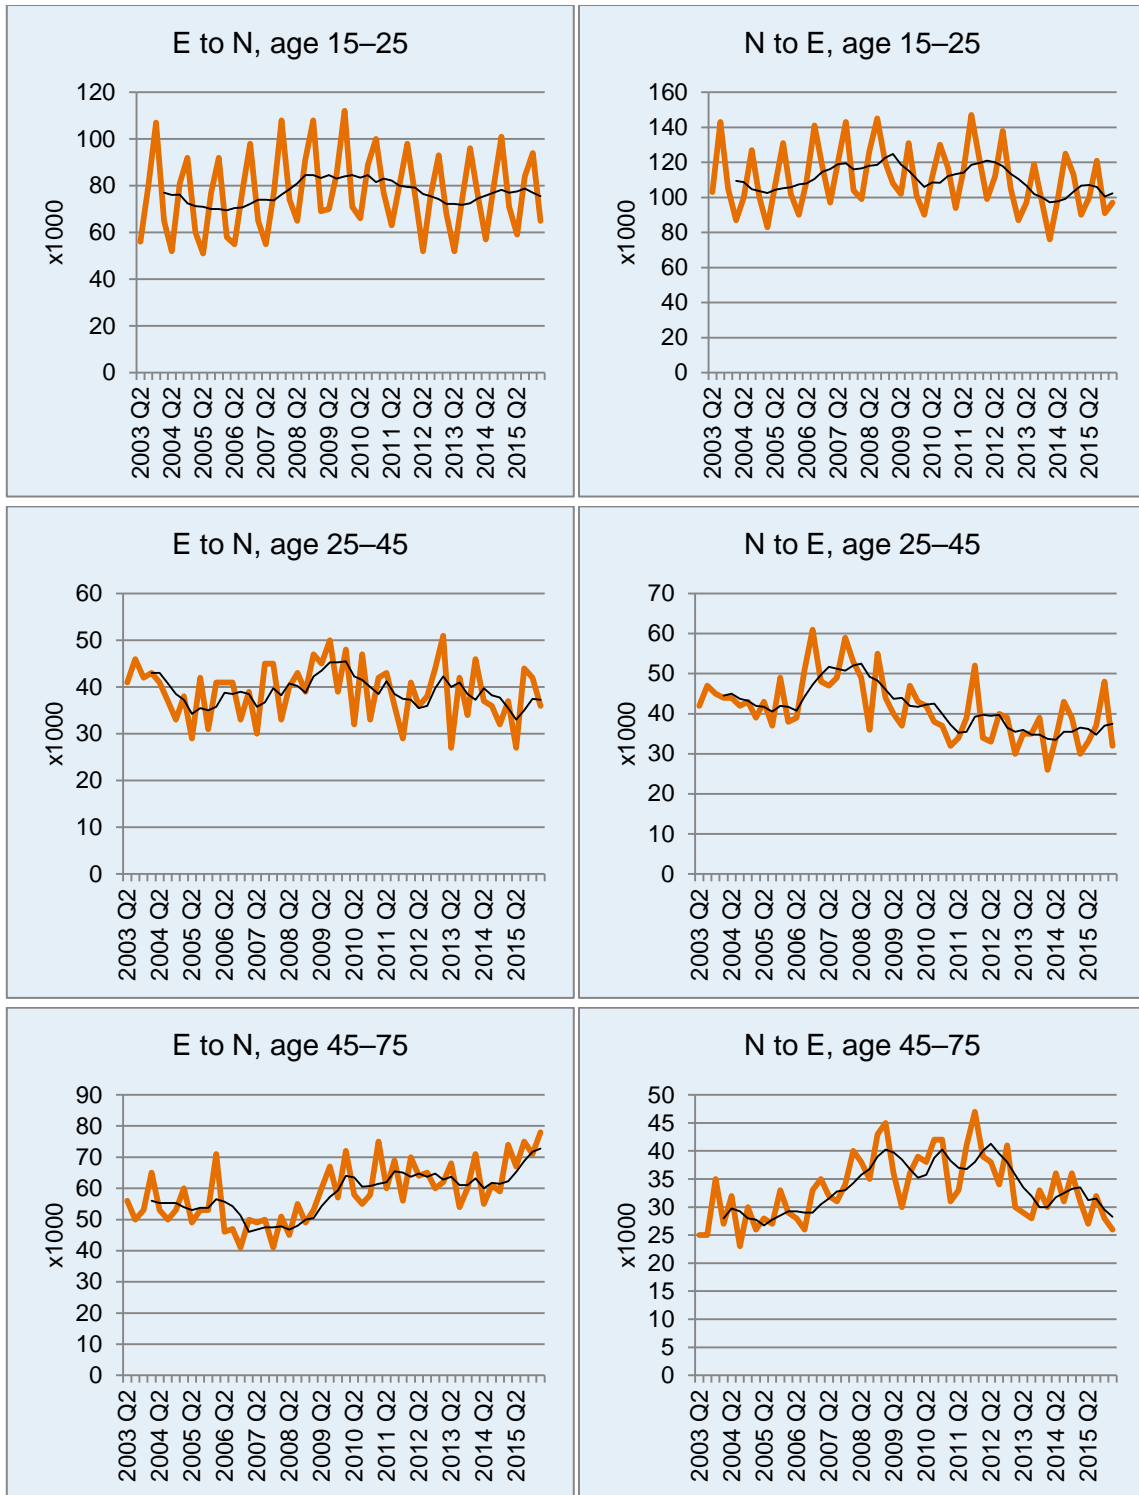 E to N, age 15–25
120
100
80
60
40
20
0
x1000
2003 Q2
2004 Q2
2005 Q2
2006 Q2
2007 Q2
2008 Q2
2009 Q2
2010 Q2
2011 Q2
2012 Q2
2013 Q2
2014 Q2
2015 Q2
N to E, age 15–25
160
140
120
100
80
60
40
20
0
x1000
2003 Q2
2004 Q2
2005 Q2
2006 Q2
2007 Q2
2008 Q2
2009 Q2
2010 Q2
2011 Q2
2012 Q2
2013 Q2
2014 Q2
2015 Q2
E to N, age 25–45
60
50
40
30
20
10
0
x1000
2003 Q2
2004 Q2
2005 Q2
2006 Q2
2007 Q2
2008 Q2
2009 Q2
2010 Q2
2011 Q2
2012 Q2
2013 Q2
2014 Q2
2015 Q2
N to E, age 25–45
70
60
50
40
30
20
10
0
x1000
2003 Q2
2004 Q2
2005 Q2
2006 Q2
2007 Q2
2008 Q2
2009 Q2
2010 Q2
2011 Q2
2012 Q2
2013 Q2
2014 Q2
2015 Q2
E to N, age 45–75
90
80
70
60
50
40
30
20
10
0
x1000
2003 Q2
2004 Q2
2005 Q2
2006 Q2
2007 Q2
2008 Q2
2009 Q2
2010 Q2
2011 Q2
2012 Q2
2013 Q2
2014 Q2
2015 Q2
N to E, age 45–75
50
45
40
35
30
25
20
15
10
5
0
x1000
2003 Q2
2004 Q2
2005 Q2
2006 Q2
2007 Q2
2008 Q2
2009 Q2
2010 Q2
2011 Q2
2012 Q2
2013 Q2
2014 Q2
2015 Q2